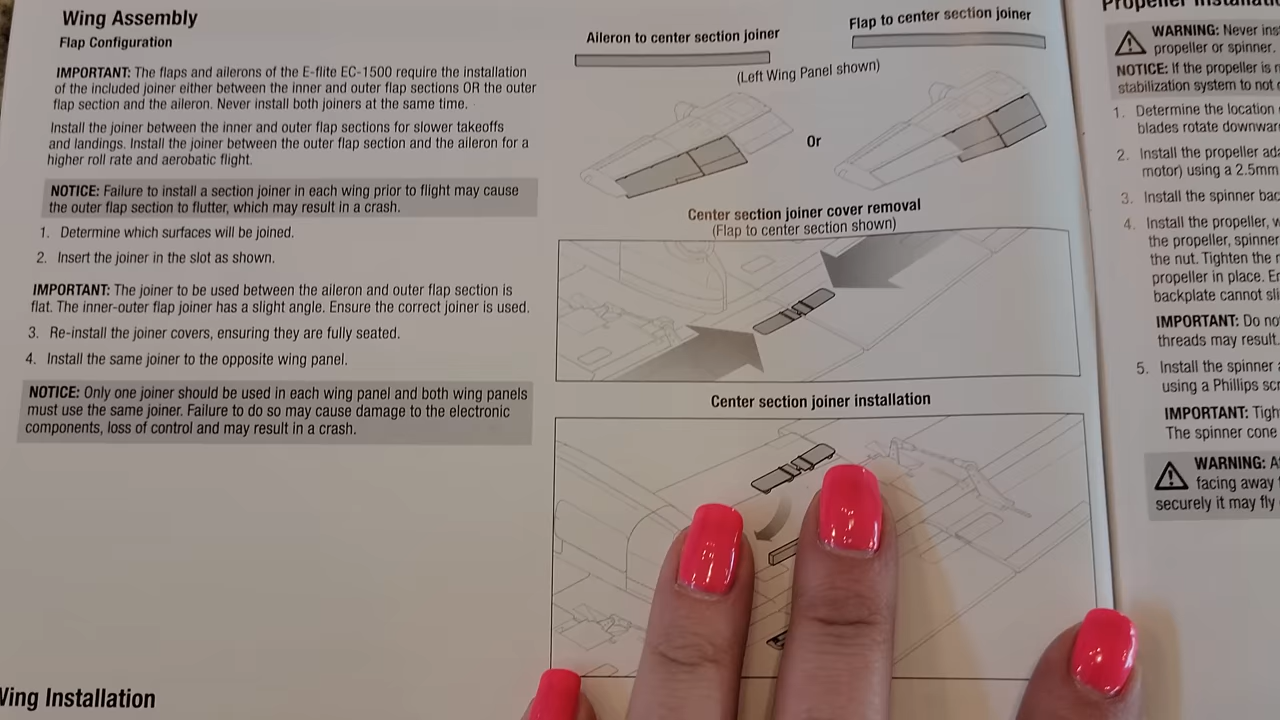 Wing Assembly
Flap Configuration
IMPORTANT: The flaps and ailerons of the E-flite EC-1500 require the installation
of the included joiner either between the inner and outer flap sections OR the outer
flap section and the aileron. Never install both joiners at the same time.
Install the joiner between the inner and outer flap sections for slower takeoffs
and landings. Install the joiner between the outer flap section and the aileron for a
higher roll rate and aerobatic flight.
NOTICE: Failure to install a section joiner in each wing prior to flight may cause
the outer flap section to flutter, which may result in a crash.
1. Determine which surfaces will be joined.
2. Insert the joiner in the slot as shown.
IMPORTANT: The joiner to be used between the aileron and outer flap section is
flat. The inner-outer flap joiner has a slight angle. Ensure the correct joiner is used.
3. Re-install the joiner covers, ensuring they are fully seated.
4. Install the same joiner to the opposite wing panel.
NOTICE: Only one joiner should be used in each wing panel and both wing panels
must use the same joiner. Failure to do so may cause damage to the electronic
components, loss of control and may result in a crash.
Wing Installation
Aileron to center section joiner
Flap to center section joiner
(Left Wing Panel shown)
Or
Center section joiner cover removal
(Flap to center section shown)
Center section joiner installation
Propeller
WARNING: Never
propeller or spinner.
NOTICE: If the propeller is
stabilization system to not
1. Determine the location
blades rotate
2. Install the propeller
motor) using a 2.5mm
3. Install the spinner
4. Install the propeller,
the propeller, spinner
the nut. Tighten the
propeller in place.
backplate cannot
IMPORTANT: Do
threads may result.
5. Install the spinner
using a Phillips
IMPORTANT:
The spinner cone
WARNING:
facing away
securely it may fly